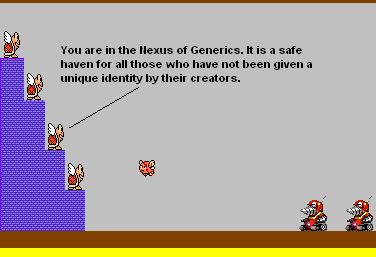 You are in the Nexus of Generics. It is a safe
haven for all those who have not been given a
unique identity by their creators.